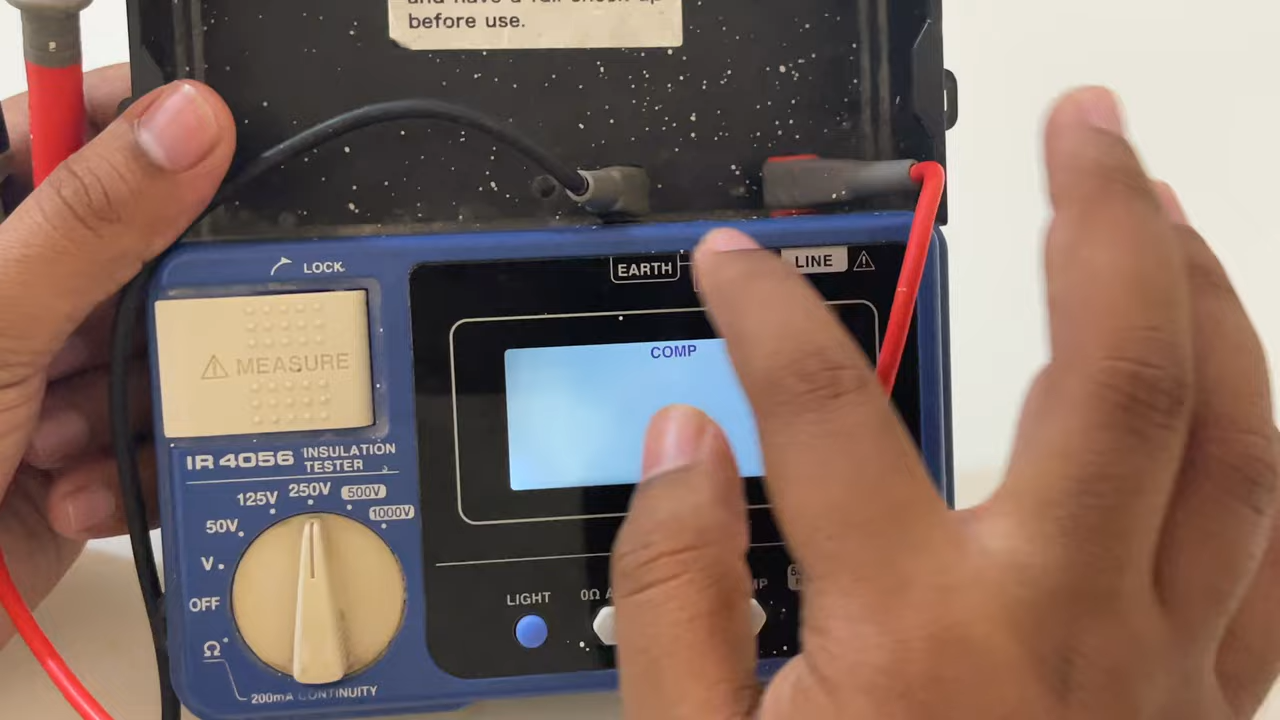 before use.
LOCK
EARTH
LINE
MEASURE
COMP
IR 4056 INSULATION TESTER
125V
250V
500V
1000V
50V
V
OFF
Ω
LIGHT
0Ω A
200mA CONTINUITY